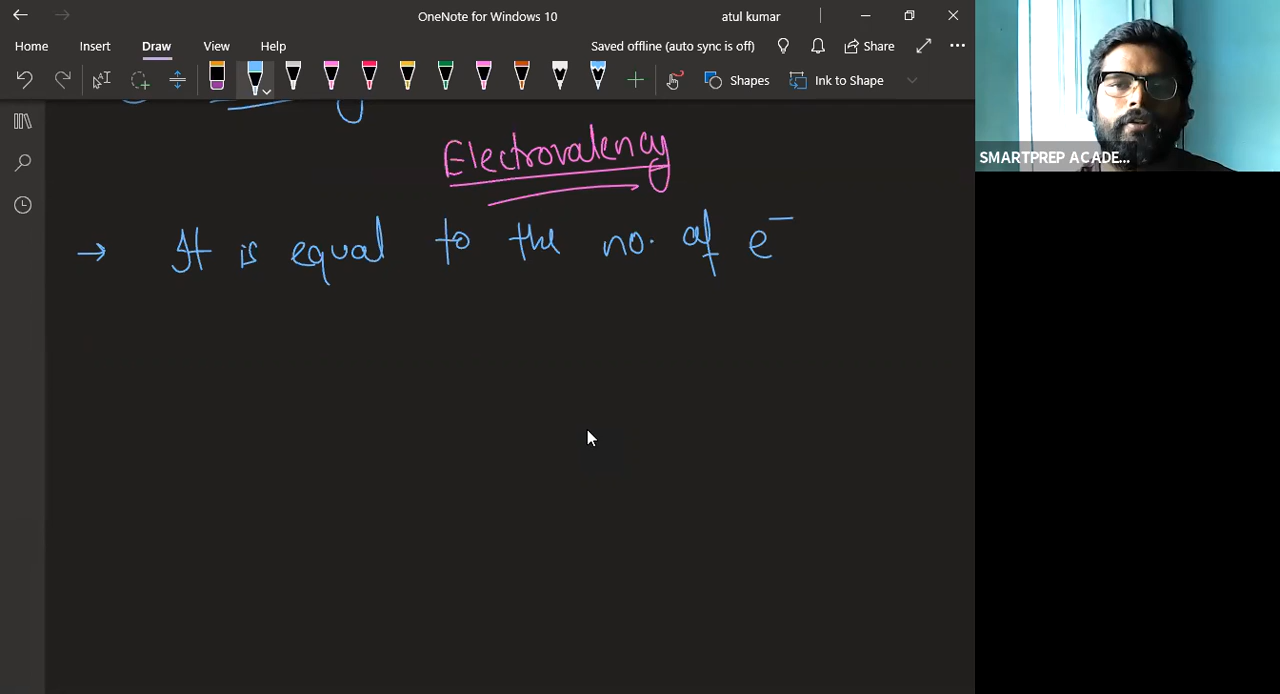 OneNote for Windows 10
atul kumar
Home Insert Draw View Help
Saved offline (auto sync is off)
Share
Shapes
Ink to Shape
SMARTPREP ACADE...
Electrovalency
→ It is equal to the no. of e⁻